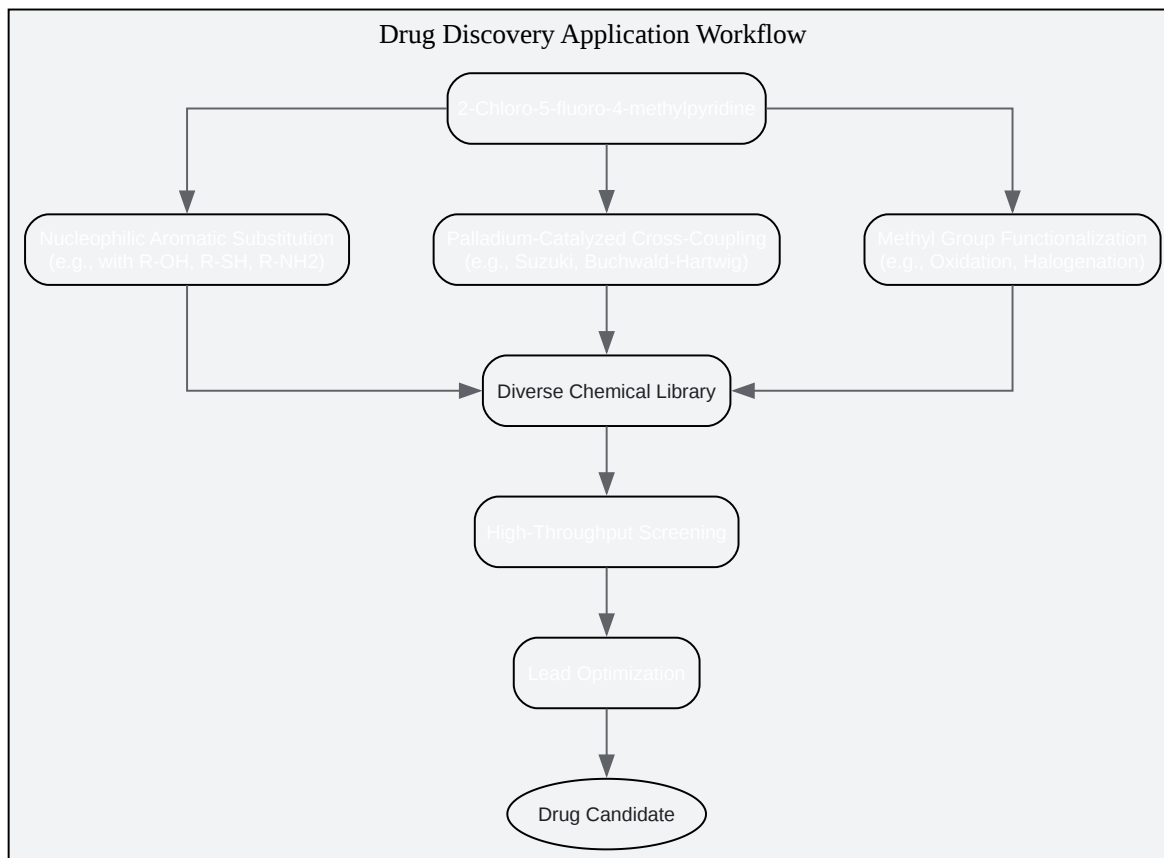 Drug Discovery Application Workflow
2-Chloro-5-fluoro-4-methylpyridine
Nucleophilic Aromatic Substitution
(e.g., with R-OH, R-SH, R-NH2)
Palladium-Catalyzed Cross-Coupling
(e.g., Suzuki, Buchwald-Hartwig)
Methyl Group Functionalization
(e.g., Oxidation, Halogenation)
Diverse Chemical Library
High-Throughput Screening
Lead Optimization
Drug Candidate